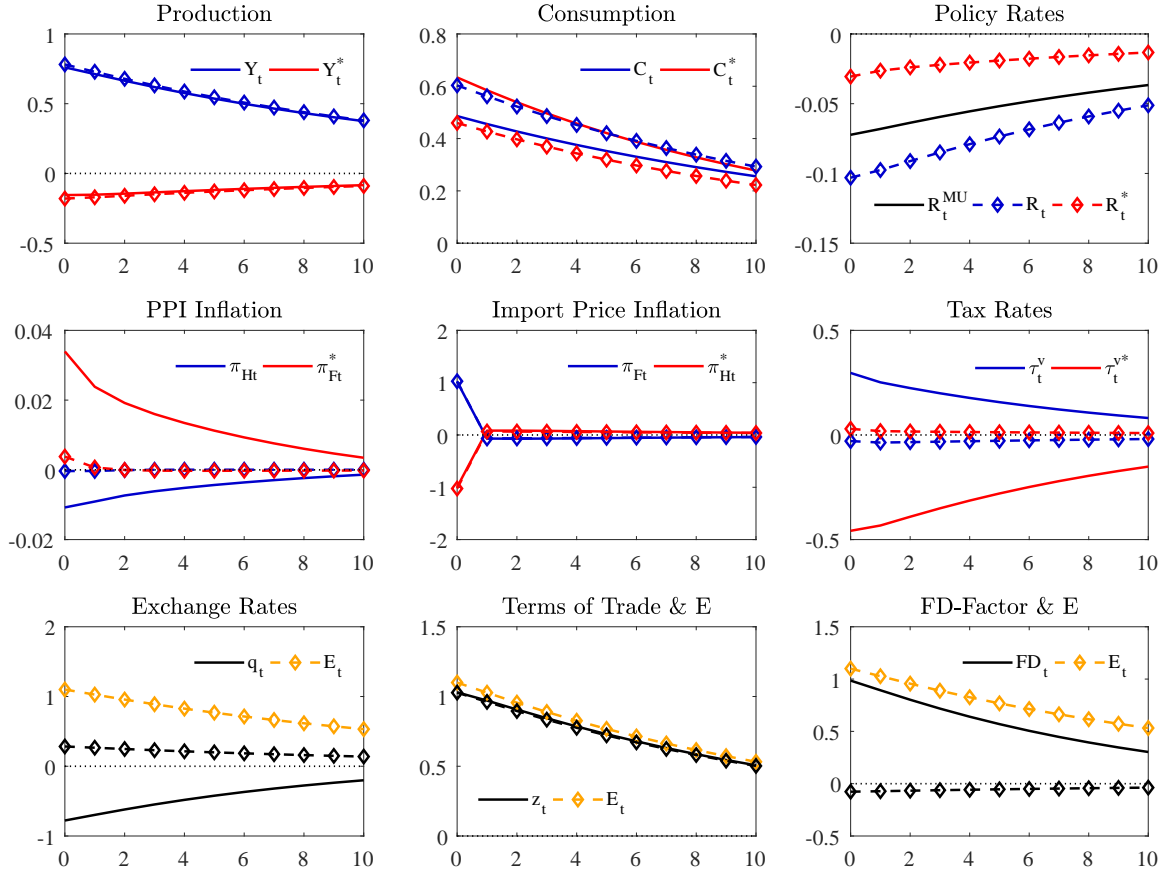 Production
1
0.5
0
-0.5
Y_t Y_t^*
0 2 4 6 8 10
Consumption
0.8
0.6
0.4
0.2
0
C_t C_t^*
0 2 4 6 8 10
Policy Rates
0
-0.05
-0.1
-0.15
R_t^MU R_t R_t^*
0 2 4 6 8 10
PPI Inflation
0.04
0.02
0
-0.02
π_Ht π_Ft^*
0 2 4 6 8 10
Import Price Inflation
2
1
0
-1
-2
π_Ft π_Ht^*
0 2 4 6 8 10
Tax Rates
0.5
0
-0.5
τ_t^v τ_t^v*
0 2 4 6 8 10
Exchange Rates
2
1
0
-1
q_t E_t
0 2 4 6 8 10
Terms of Trade & E
1.5
1
0.5
0
z_t E_t
0 2 4 6 8 10
FD-Factor & E
1.5
1
0.5
0
-0.5
FD_t E_t
0 2 4 6 8 10